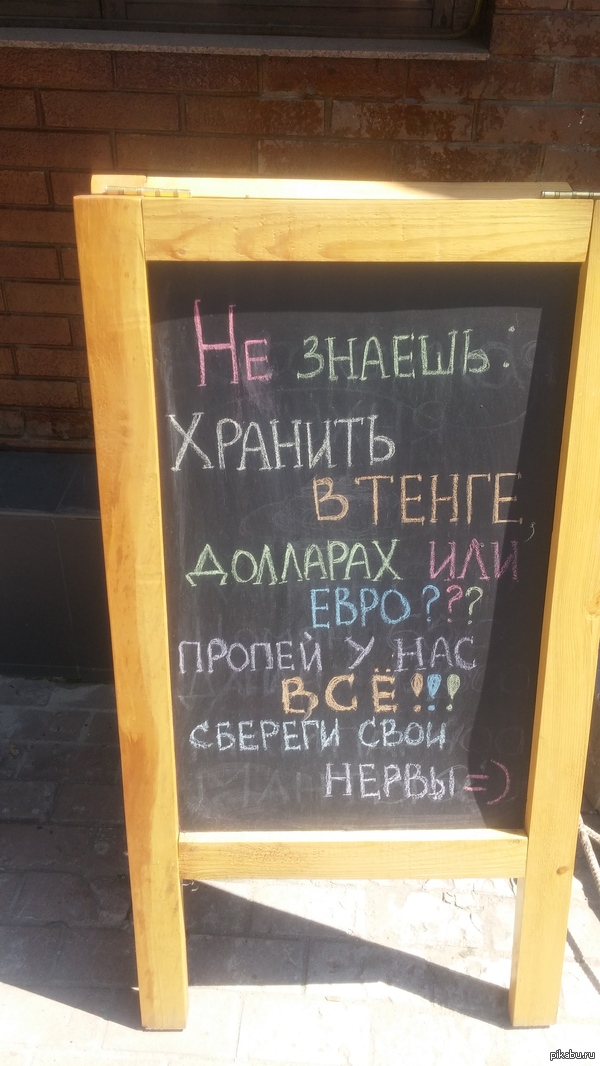 Не ЗНАЕШЬ:
ХРАНИТЬ
В ТЕНГЕ,
ДОЛЛАРАХ ИЛИ
ЕВРО???
ПРОПЕЙ У НАС
ВСЁ!!!
СБЕРЕГИ СВОИ
НЕРВЫ=)
pikabu.ru